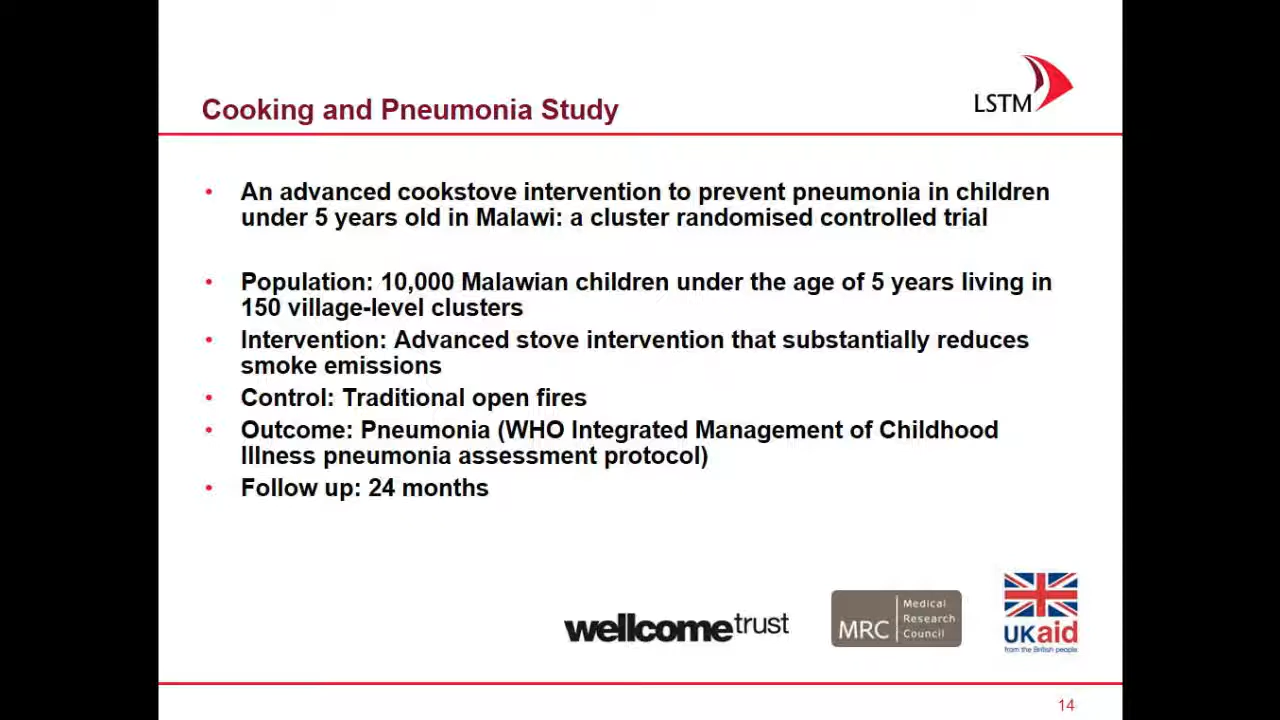 LSTM
Cooking and Pneumonia Study
• An advanced cookstove intervention to prevent pneumonia in children
under 5 years old in Malawi: a cluster randomised controlled trial
• Population: 10,000 Malawian children under the age of 5 years living in
150 village-level clusters
• Intervention: Advanced stove intervention that substantially reduces
smoke emissions
• Control: Traditional open fires
• Outcome: Pneumonia (WHO Integrated Management of Childhood
Illness pneumonia assessment protocol)
• Follow up: 24 months
wellcometrust
MRC
Medical
Research
Council
UKaid
from the British people
14